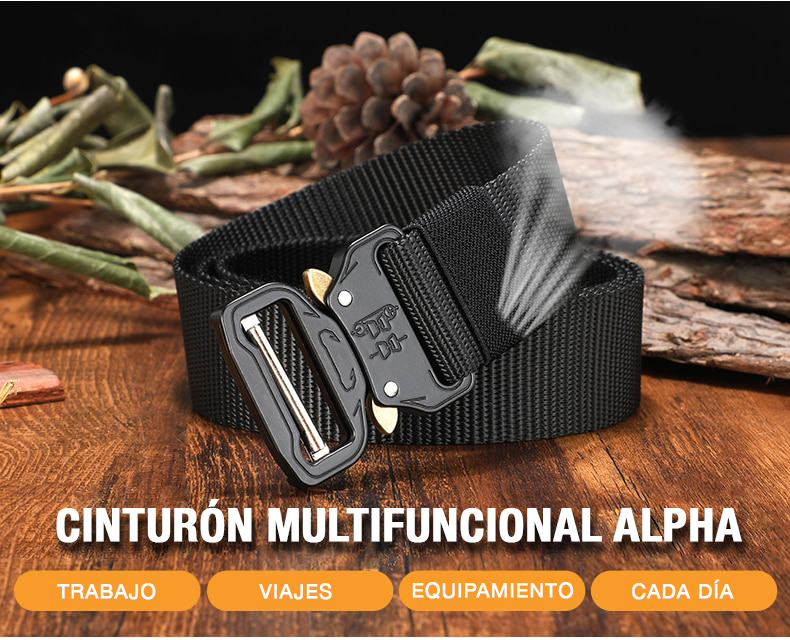 CINTURÓN MULTIFUNCIONAL ALPHA
TRABAJO
VIAJES
EQUIPAMIENTO
CADA DÍA